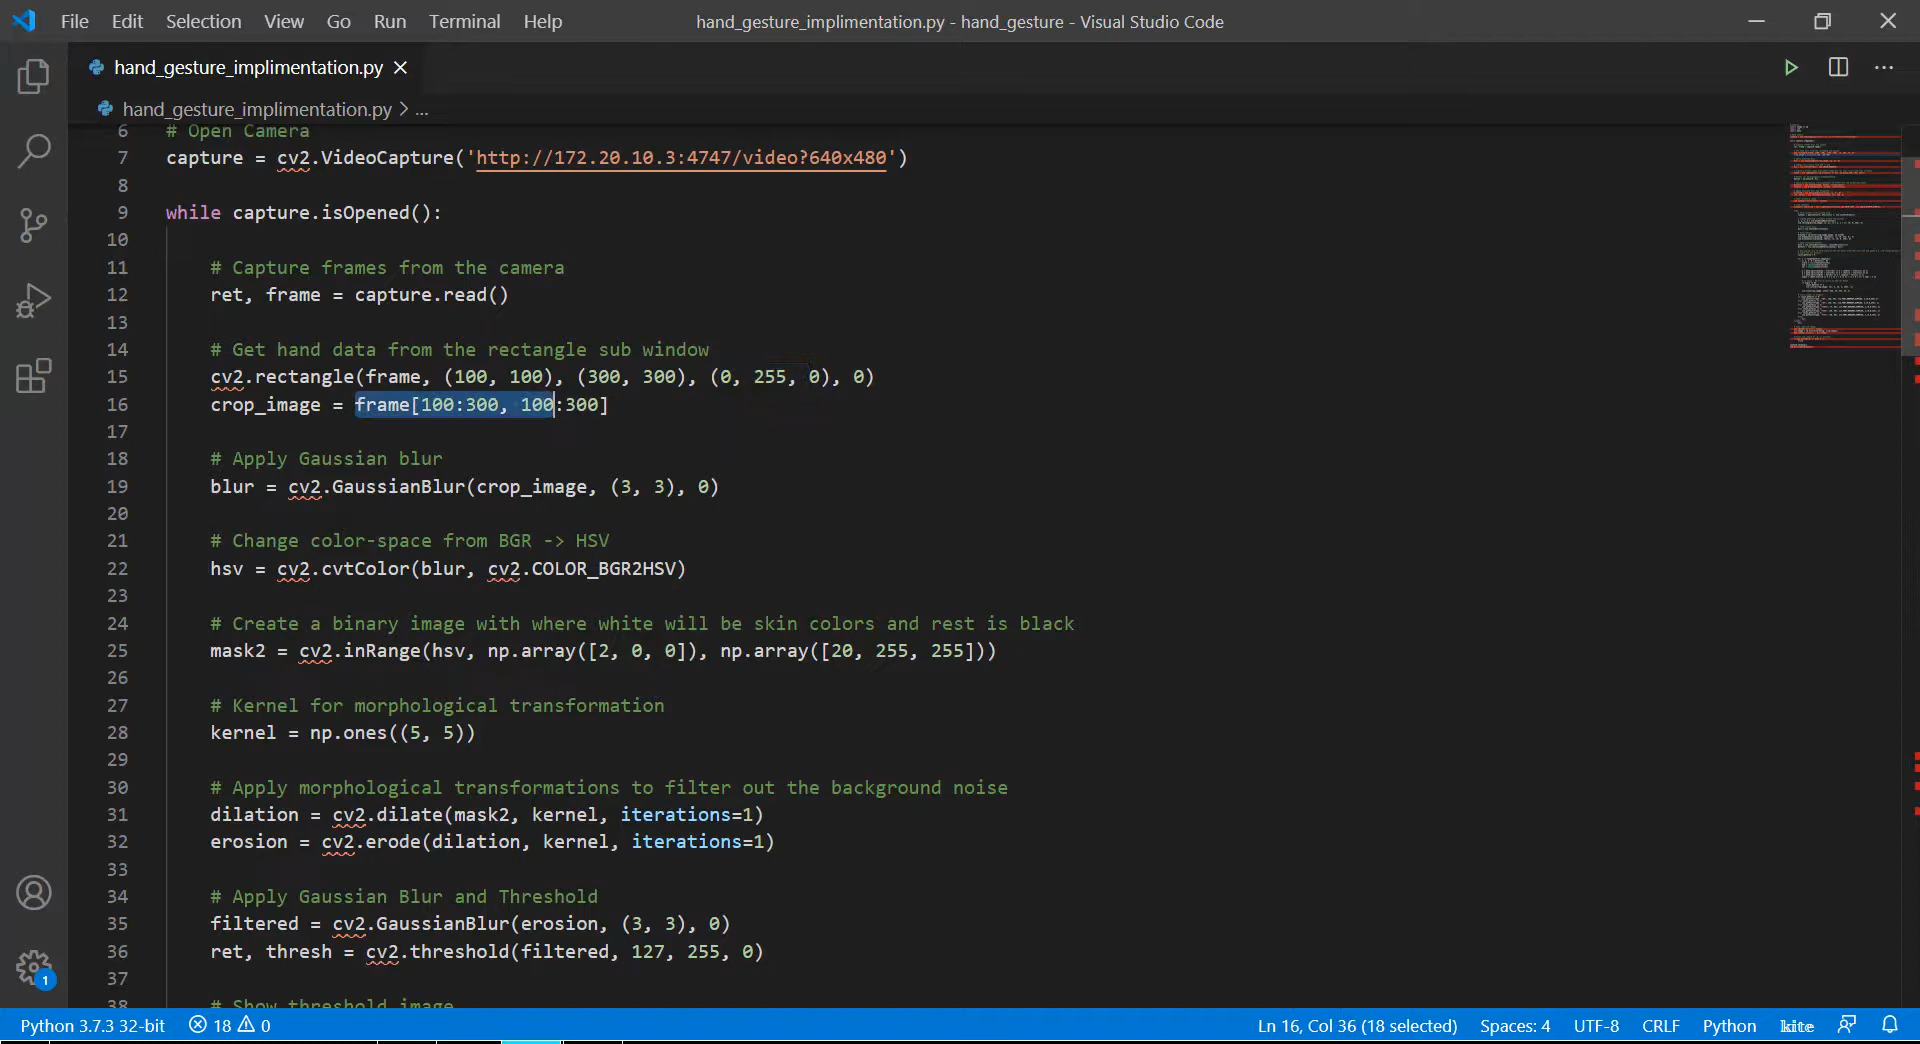 File Edit Selection View Go Run Terminal Help hand_gesture_implimentation.py - hand_gesture - Visual Studio Code
hand_gesture_implimentation.py
hand_gesture_implimentation.py > ...
6 # Open Camera
7 capture = cv2.VideoCapture('http://172.20.10.3:4747/video?640x480')
8
9 while capture.isOpened():
10
11 # Capture frames from the camera
12 ret, frame = capture.read()
13
14 # Get hand data from the rectangle sub window
15 cv2.rectangle(frame, (100, 100), (300, 300), (0, 255, 0), 0)
16 crop_image = frame[100:300, 100:300]
17
18 # Apply Gaussian blur
19 blur = cv2.GaussianBlur(crop_image, (3, 3), 0)
20
21 # Change color-space from BGR -> HSV
22 hsv = cv2.cvtColor(blur, cv2.COLOR_BGR2HSV)
23
24 # Create a binary image with where white will be skin colors and rest is black
25 mask2 = cv2.inRange(hsv, np.array([2, 0, 0]), np.array([20, 255, 255]))
26
27 # Kernel for morphological transformation
28 kernel = np.ones((5, 5))
29
30 # Apply morphological transformations to filter out the background noise
31 dilation = cv2.dilate(mask2, kernel, iterations=1)
32 erosion = cv2.erode(dilation, kernel, iterations=1)
33
34 # Apply Gaussian Blur and Threshold
35 filtered = cv2.GaussianBlur(erosion, (3, 3), 0)
36 ret, thresh = cv2.threshold(filtered, 127, 255, 0)
37
38 # Show threshold image
1
Python 3.7.3 32-bit 18 0 Ln 16, Col 36 (18 selected) Spaces: 4 UTF-8 CRLF Python kite